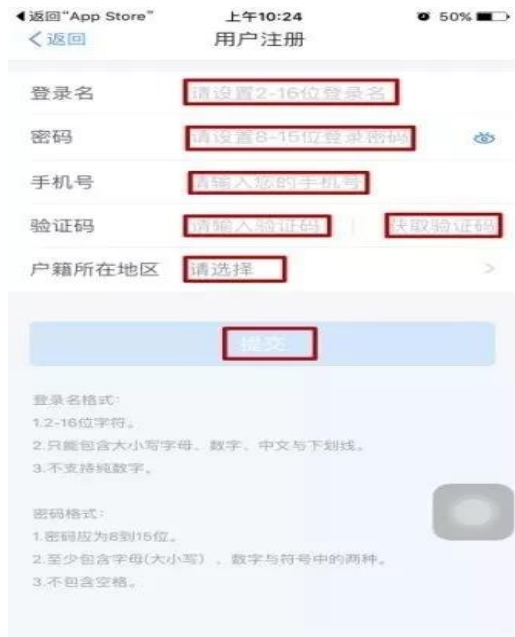 返回"App Store"
上午10:24
50%
返回
用户注册
登录名 请设置2-16位登录名
密码 请设置8-15位登录密码
手机号 请输入您的手机号
验证码 请输入验证码 获取验证码
户籍所在地区 请选择
提交
登录名格式:
1.2-16位字符。
2.只能包含大小写字母、数字、中文与下划线。
3.不支持纯数字。
密码格式:
1.密码应为8到15位。
2.至少包含字母(大小写)、数字与符号中的两种。
3.不包含空格。